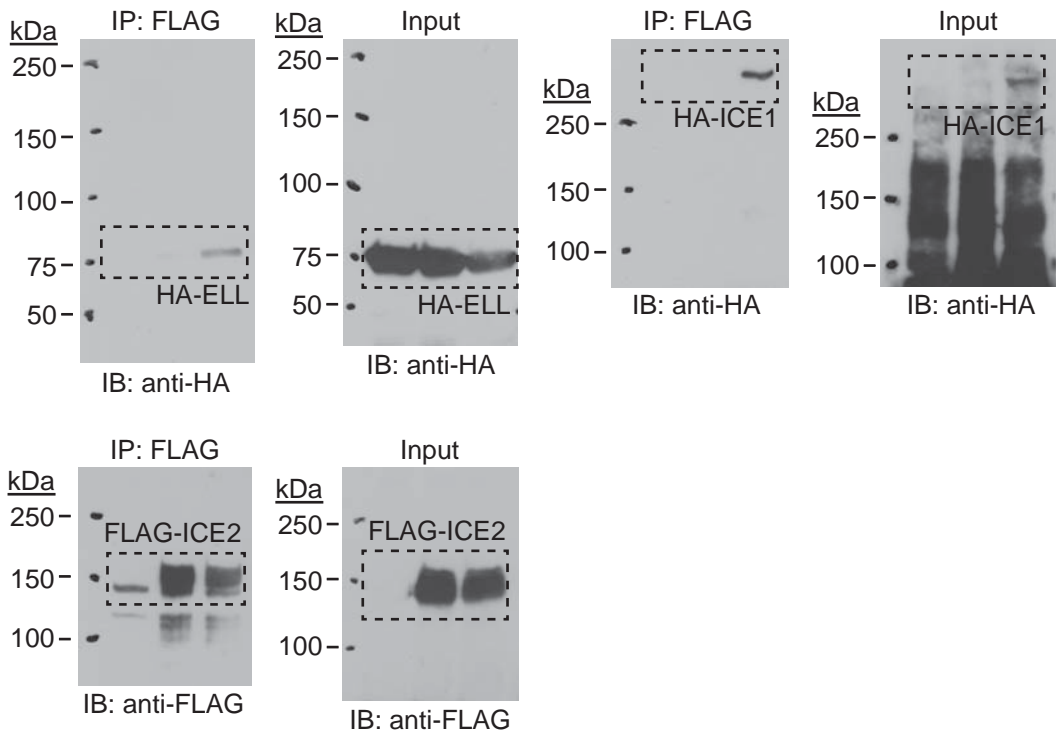 IP: FLAG
kDa
250
150
100
75
50
HA-ELL
IB: anti-HA
Input
kDa
250
150
100
75
50
HA-ELL
IB: anti-HA
IP: FLAG
kDa
250
150
100
HA-ICE1
IB: anti-HA
Input
kDa
250
150
100
HA-ICE1
IB: anti-HA
IP: FLAG
kDa
250
150
100
FLAG-ICE2
IB: anti-FLAG
Input
kDa
250
150
100
FLAG-ICE2
IB: anti-FLAG